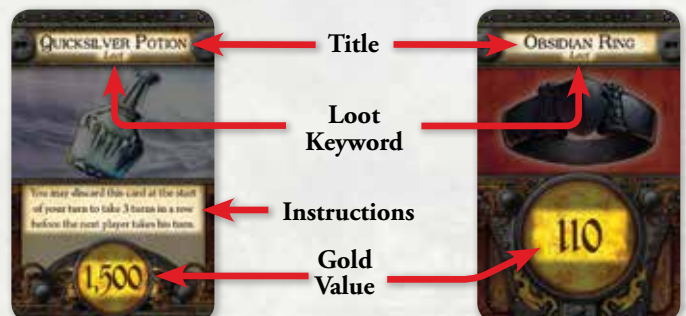 Quicksilver Potion
Loot
You may discard this card at the start
of your turn to take 3 turns in a row
before the next player takes his turn.
1,500
Title
Loot
Keyword
Instructions
Gold
Value
Obsidian Ring
Loot
110